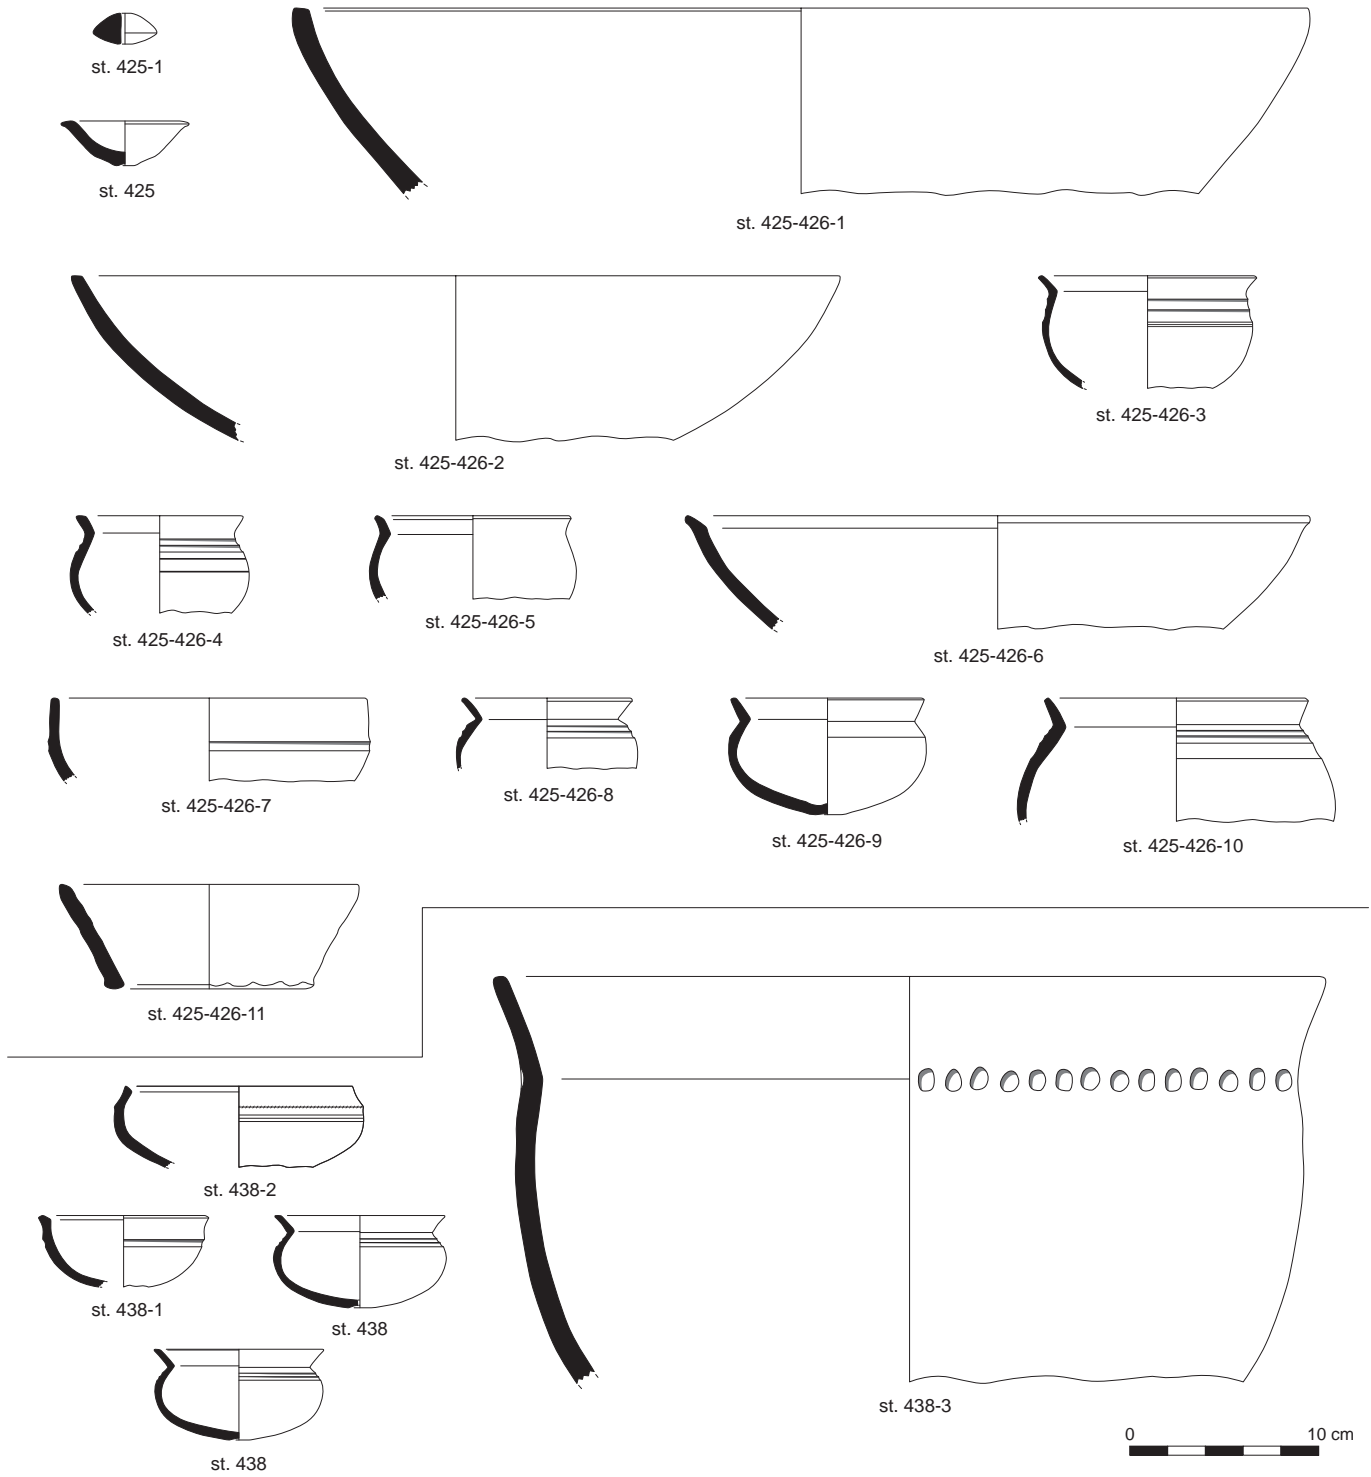 st. 425-1
st. 425
st. 425-426-1
st. 425-426-2
st. 425-426-3
st. 425-426-4
st. 425-426-5
st. 425-426-6
st. 425-426-7
st. 425-426-8
st. 425-426-9
st. 425-426-10
st. 425-426-11
st. 438-2
st. 438-1
st. 438
st. 438
st. 438-3
0 10 cm